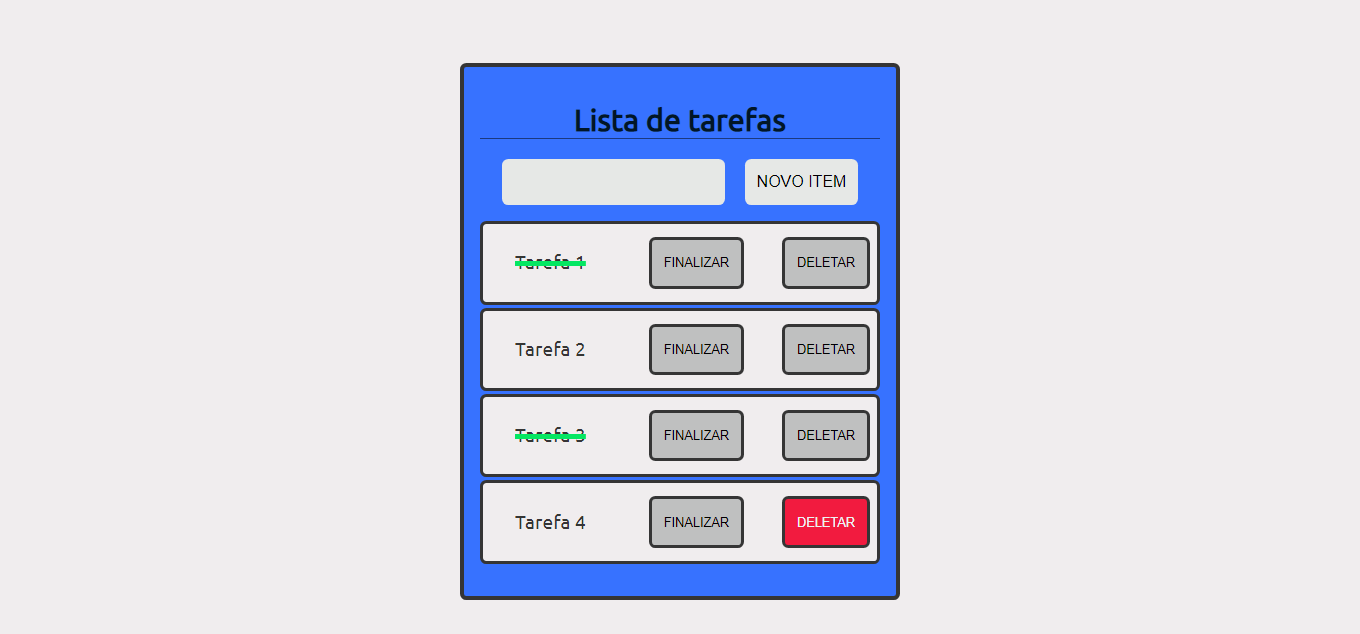 Lista de tarefas
NOVO ITEM
Tarefa 1 FINALIZAR DELETAR
Tarefa 2 FINALIZAR DELETAR
Tarefa 3 FINALIZAR DELETAR
Tarefa 4 FINALIZAR DELETAR